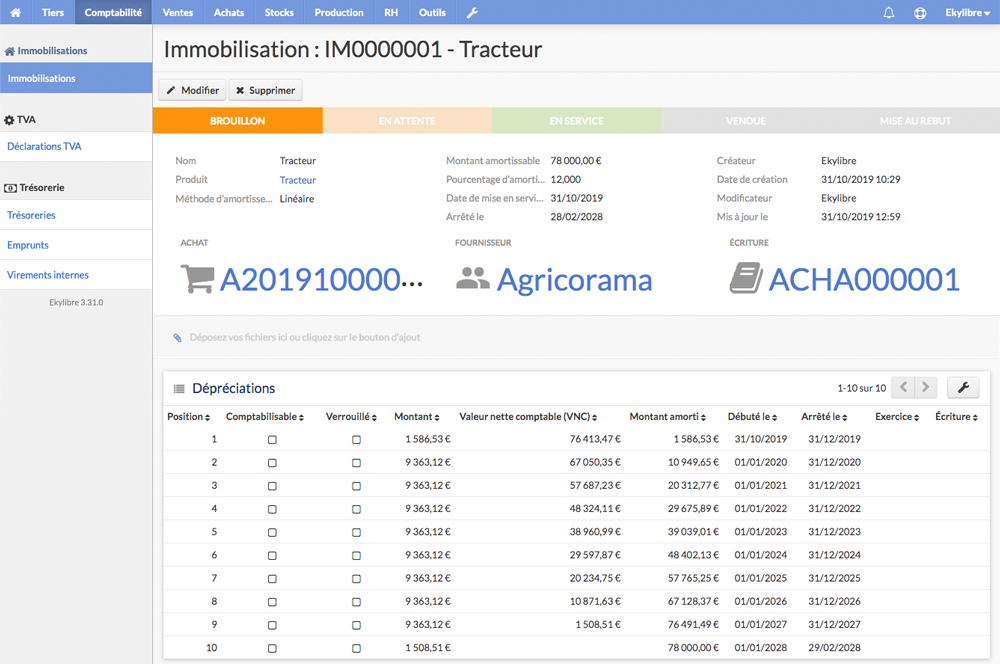 Tiers Comptabilité Ventes Achats Stocks Production RH Outils Ekylibre
Immobilisations
Immobilisations
TVA
Déclarations TVA
Trésorerie
Trésoreries
Emprunts
Virements internes
Ekylibre 3.31.0
Immobilisation : IM0000001 - Tracteur
Modifier Supprimer
BROUILLON EN ATTENTE EN SERVICE VENDUE MISE AU REBUT
Nom Tracteur
Produit Tracteur
Méthode d'amortisse... Linéaire
Montant amortissable 78 000,00 €
Pourcentage d'amorti... 12,000
Date de mise en servi... 31/10/2019
Arrêté le 28/02/2028
Créateur Ekylibre
Date de création 31/10/2019 10:29
Modificateur Ekylibre
Mis à jour le 31/10/2019 12:59
ACHAT
A201910000...
FOURNISSEUR
Agricorama
ÉCRITURE
ACHA000001
Déposez vos fichiers ici ou cliquez sur le bouton d'ajout
Dépréciations 1-10 sur 10
Position Comptabilisable Verrouillé Montant Valeur nette comptable (VNC) Montant amorti Débuté le Arrêté le Exercice Écriture
1 1 586,53 € 76 413,47 € 1 586,53 € 31/10/2019 31/12/2019
2 9 363,12 € 67 050,35 € 10 949,65 € 01/01/2020 31/12/2020
3 9 363,12 € 57 687,23 € 20 312,77 € 01/01/2021 31/12/2021
4 9 363,12 € 48 324,11 € 29 675,89 € 01/01/2022 31/12/2022
5 9 363,12 € 38 960,99 € 39 039,01 € 01/01/2023 31/12/2023
6 9 363,12 € 29 597,87 € 48 402,13 € 01/01/2024 31/12/2024
7 9 363,12 € 20 234,75 € 57 765,25 € 01/01/2025 31/12/2025
8 9 363,12 € 10 871,63 € 67 128,37 € 01/01/2026 31/12/2026
9 9 363,12 € 1 508,51 € 76 491,49 € 01/01/2027 31/12/2027
10 1 508,51 € 78 000,00 € 01/01/2028 29/02/2028